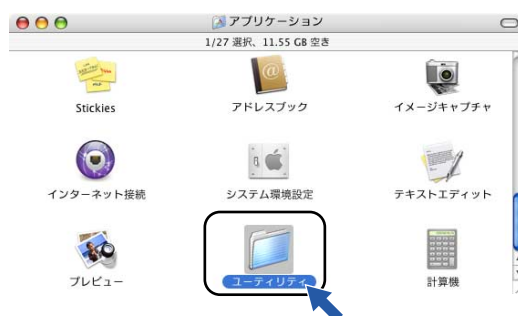 アプリケーション
1/27 選択、11.55 GB 空き
Stickies
アドレスブック
イメージキャプチャ
インターネット接続
システム環境設定
テキストエディット
プレビュー
ユーティリティ
計算機